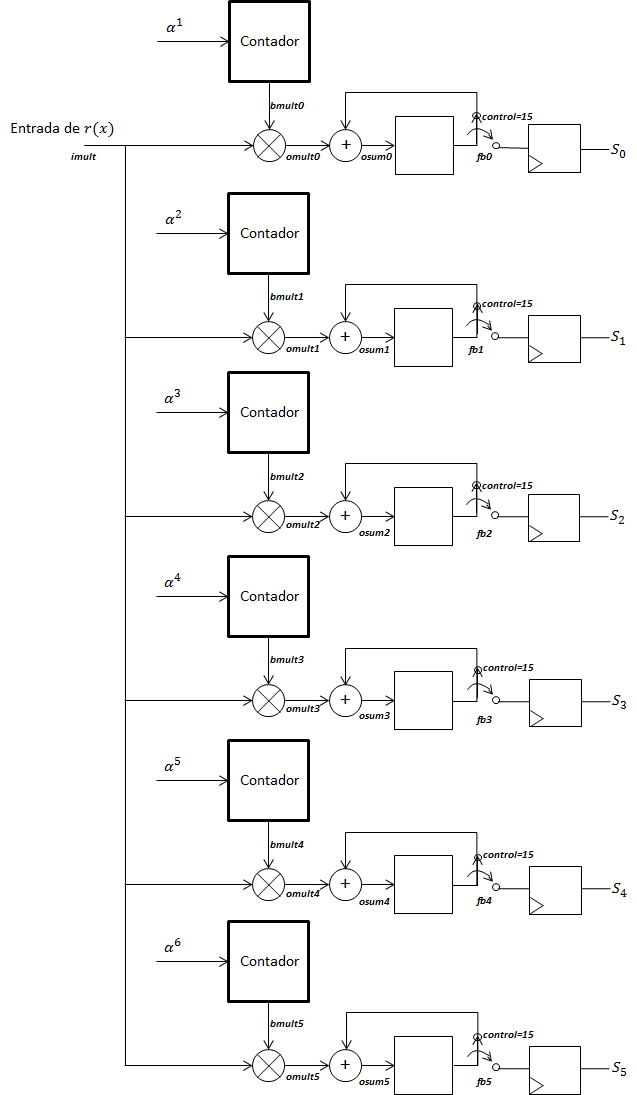 α¹
Contador
bmult0
control=15
Entrada de r(x)
imult
omult0
+
osum0
fb0
S₀
α²
Contador
bmult1
control=15
omult1
+
osum1
fb1
S₁
α³
Contador
bmult2
control=15
omult2
+
osum2
fb2
S₂
α⁴
Contador
bmult3
control=15
omult3
+
osum3
fb3
S₃
α⁵
Contador
bmult4
control=15
omult4
+
osum4
fb4
S₄
α⁶
Contador
bmult5
control=15
omult5
+
osum5
fb5
S₅